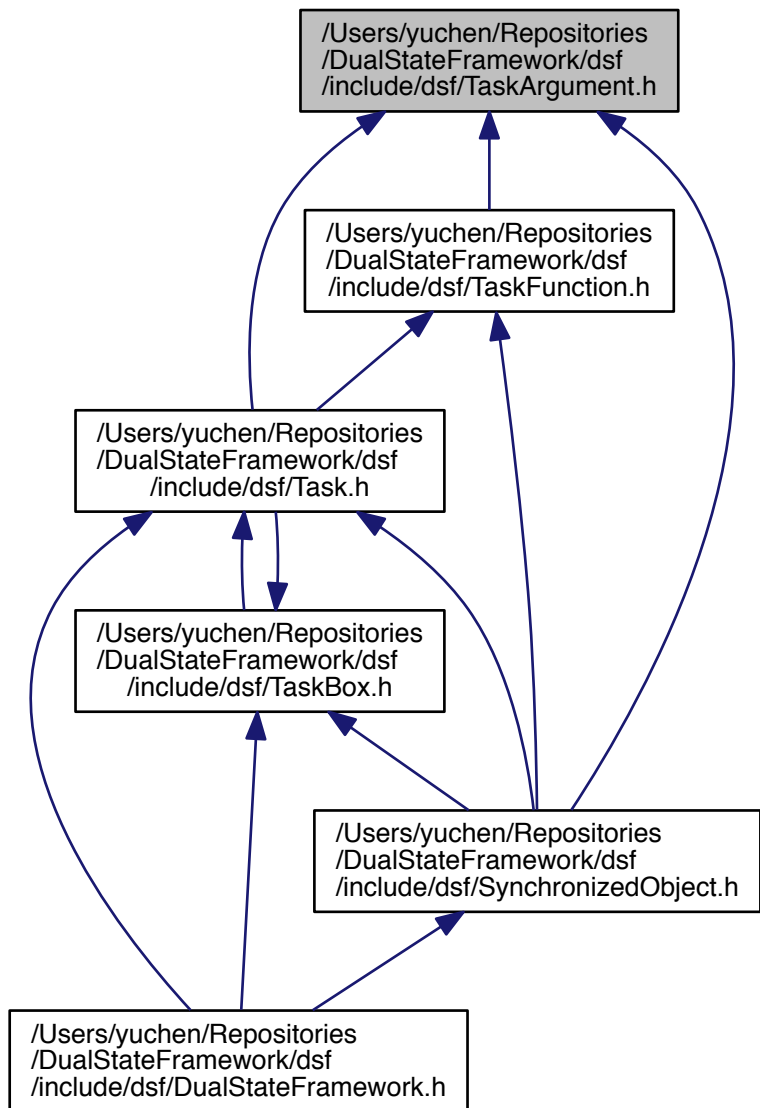 /Users/yuchen/Repositories
/DualStateFramework/dsf
/include/dsf/TaskArgument.h
/Users/yuchen/Repositories
/DualStateFramework/dsf
/include/dsf/TaskFunction.h
/Users/yuchen/Repositories
/DualStateFramework/dsf
/include/dsf/Task.h
/Users/yuchen/Repositories
/DualStateFramework/dsf
/include/dsf/TaskBox.h
/Users/yuchen/Repositories
/DualStateFramework/dsf
/include/dsf/SynchronizedObject.h
/Users/yuchen/Repositories
/DualStateFramework/dsf
/include/dsf/DualStateFramework.h